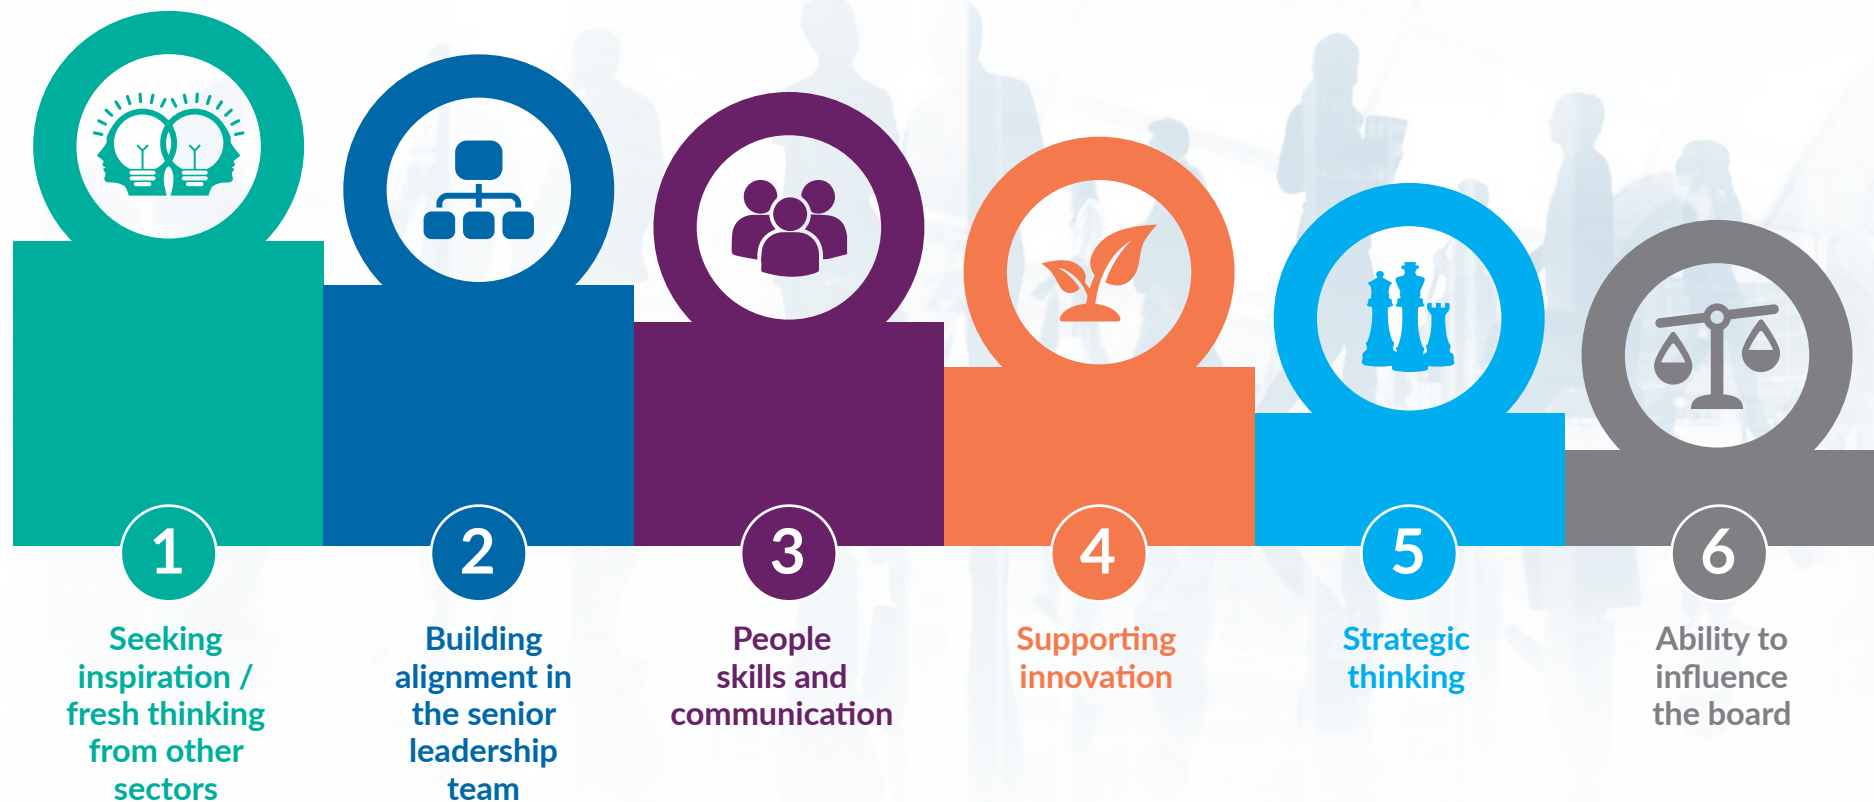 1
Seeking
inspiration /
fresh thinking
from other
sectors
2
Building
alignment in
the senior
leadership
team
3
People
skills and
communication
4
Supporting
innovation
5
Strategic
thinking
6
Ability to
influence
the board